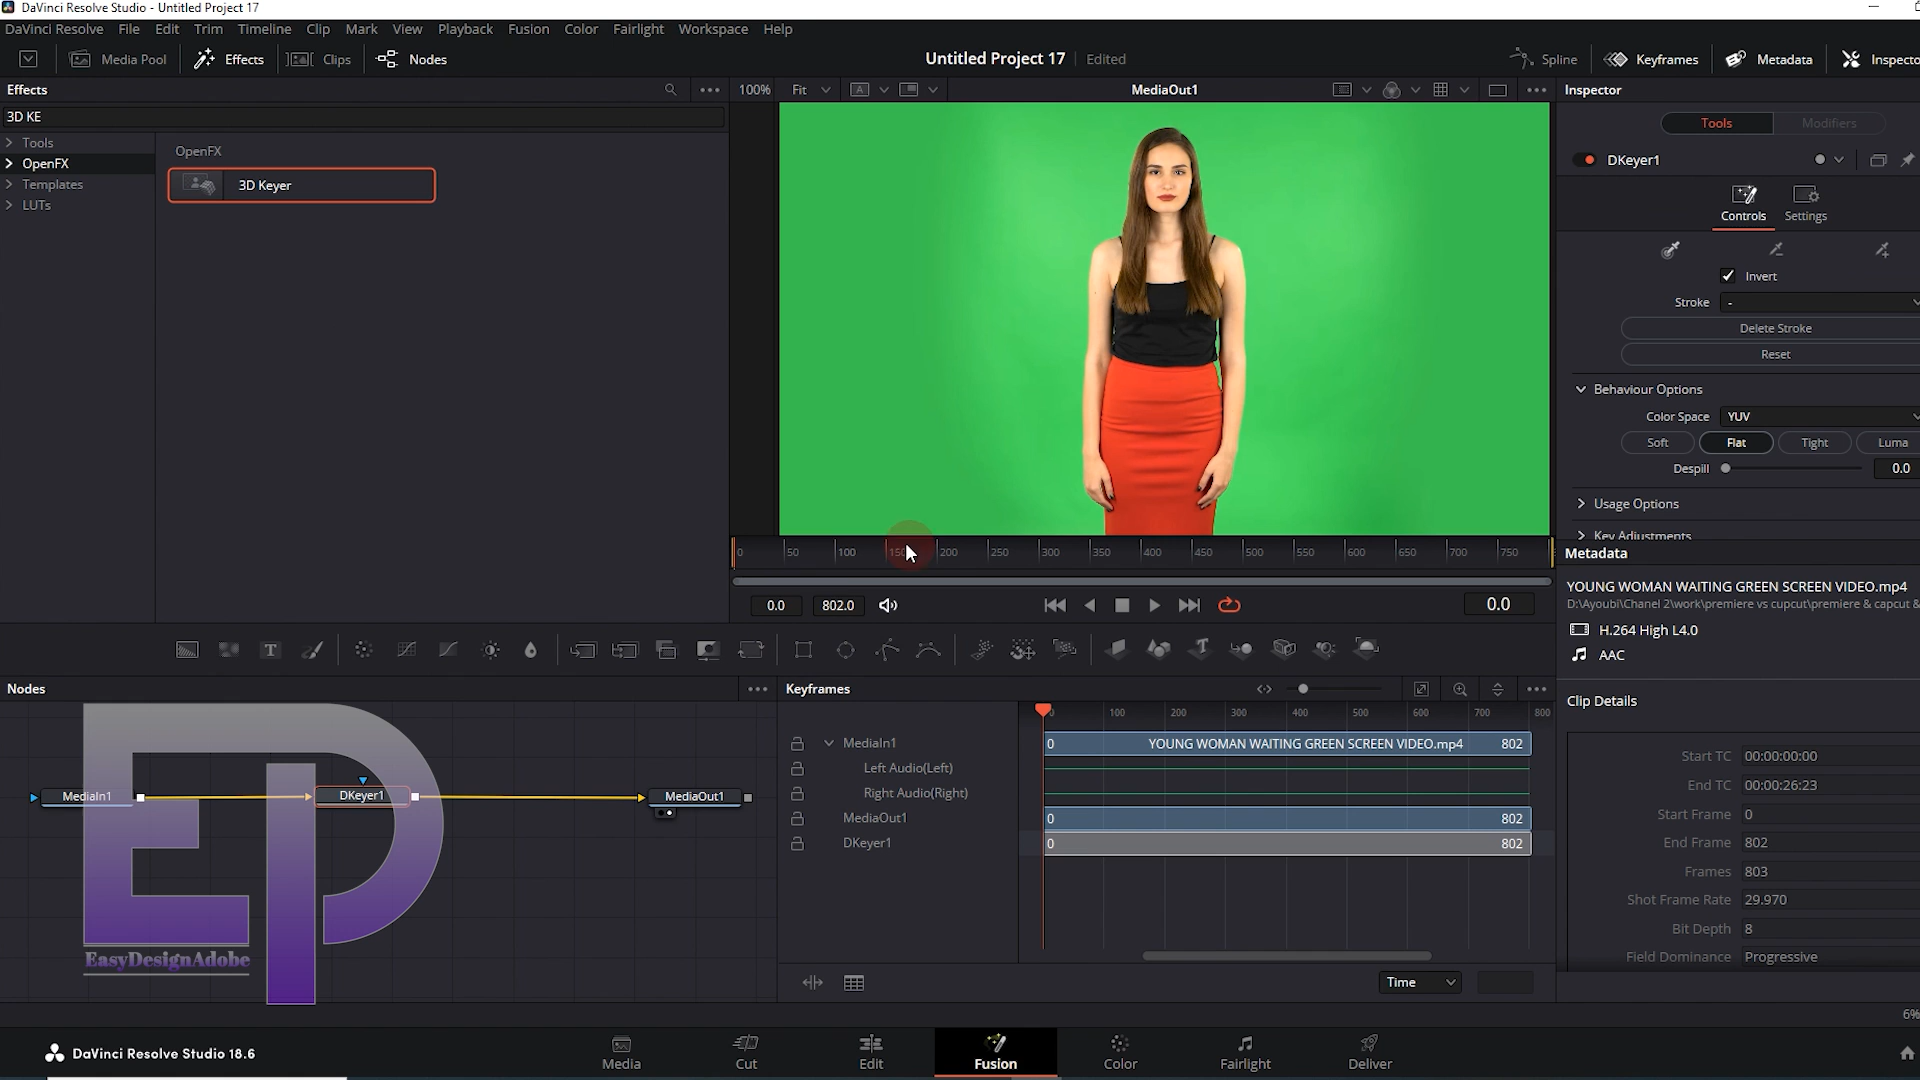 DaVinci Resolve Studio - Untitled Project 17
DaVinci Resolve File Edit Trim Timeline Clip Mark View Playback Fusion Color Fairlight Workspace Help
Media Pool Effects Clips Nodes Untitled Project 17 Edited Spline Keyframes Metadata Inspecto
Effects 100% Fit A MediaOut1 Inspector
3D KE
Tools
OpenFX
Templates
LUTs
OpenFX
3D Keyer
Tools Modifiers
DKeyer1
Controls Settings
Invert
Stroke -
Delete Stroke
Reset
Behaviour Options
Color Space YUV
Soft Flat Tight Luma
Despill 0.0
Usage Options
Key Adjustments
0 50 100 150 200 250 300 350 400 450 500 550 600 650 700 750
0.0 802.0 0.0
Metadata
YOUNG WOMAN WAITING GREEN SCREEN VIDEO.mp4
D:\Ayoubi\Chanel 2\work\premiere vs cupcut\premiere & capcut &
H.264 High L4.0
AAC
Clip Details
Start TC 00:00:00:00
End TC 00:00:26:23
Start Frame 0
End Frame 802
Frames 803
Shot Frame Rate 29.970
Bit Depth 8
Field Dominance Progressive
Nodes
MediaIn1 DKeyer1 MediaOut1
EP
EasyDesignAdobe
Keyframes
0 100 200 300 400 500 600 700 800
MediaIn1 0 YOUNG WOMAN WAITING GREEN SCREEN VIDEO.mp4 802
Left Audio(Left)
Right Audio(Right)
MediaOut1 0 802
DKeyer1 0 802
Time
6%
DaVinci Resolve Studio 18.6
Media Cut Edit Fusion Color Fairlight Deliver